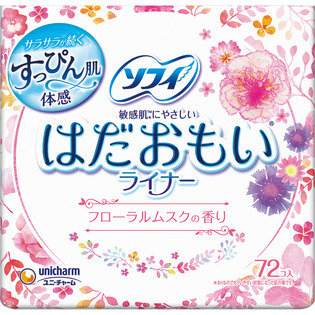 サラサラが続く
すっぴん肌
体感
ソフィ
敏感肌*にやさしい
はだおもい®
ライナー
フローラルムスクの香り
unicharm
ユニ・チャーム
72コ入